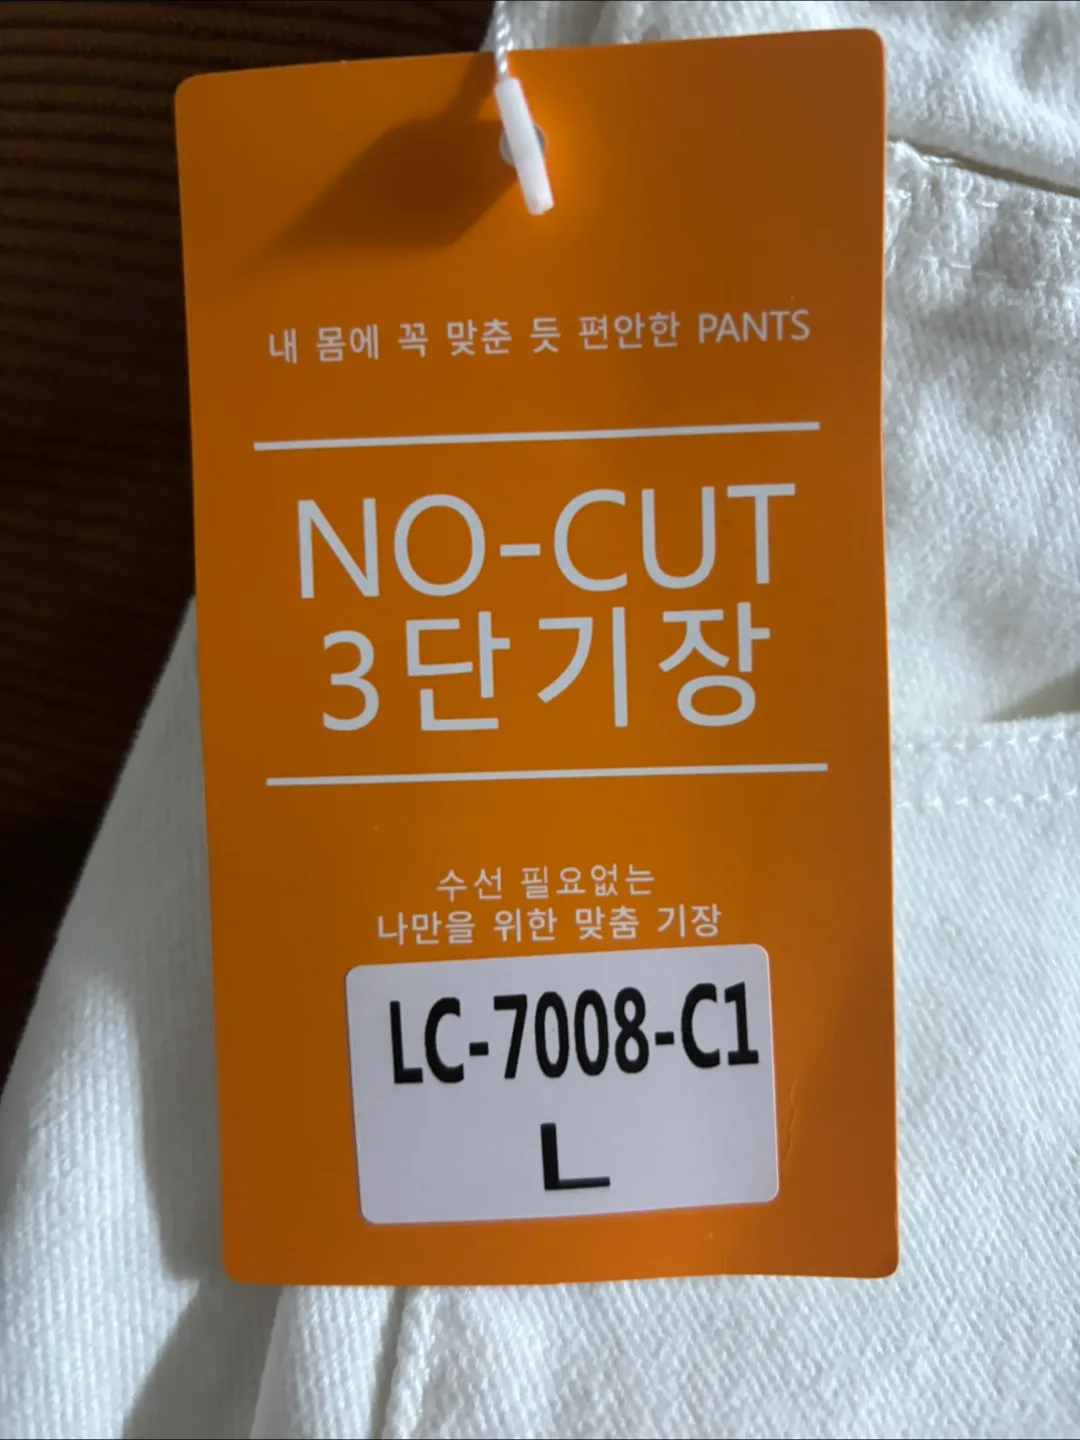 내 몸에 꼭 맞춘 듯 편안한 PANTS
NO-CUT
3단기장
수선 필요없는
나만을 위한 맞춤 기장
LC-7008-C1
L